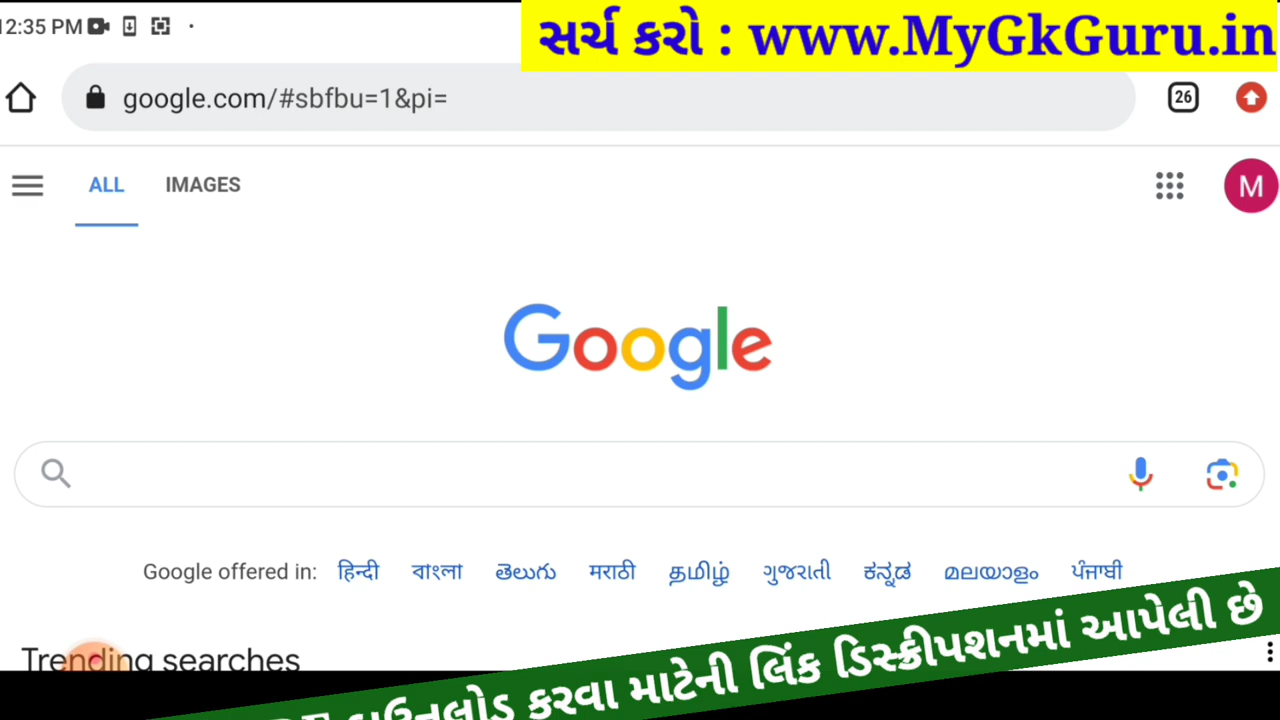 12:35 PM
સર્ચ કરો : www.MyGkGuru.in
google.com/#sbfbu=1&pi=
26
ALL IMAGES
M
Google
Google offered in: हिन्दी বাংলা తెలుగు मराठी தமிழ் ગુજરાતી ಕನ್ನಡ മലയാളം ਪੰਜਾਬੀ
Trending searches
ડાઉનલોડ કરવા માટેની લિંક ડિસ્ક્રીપશનમાં આપેલી છે